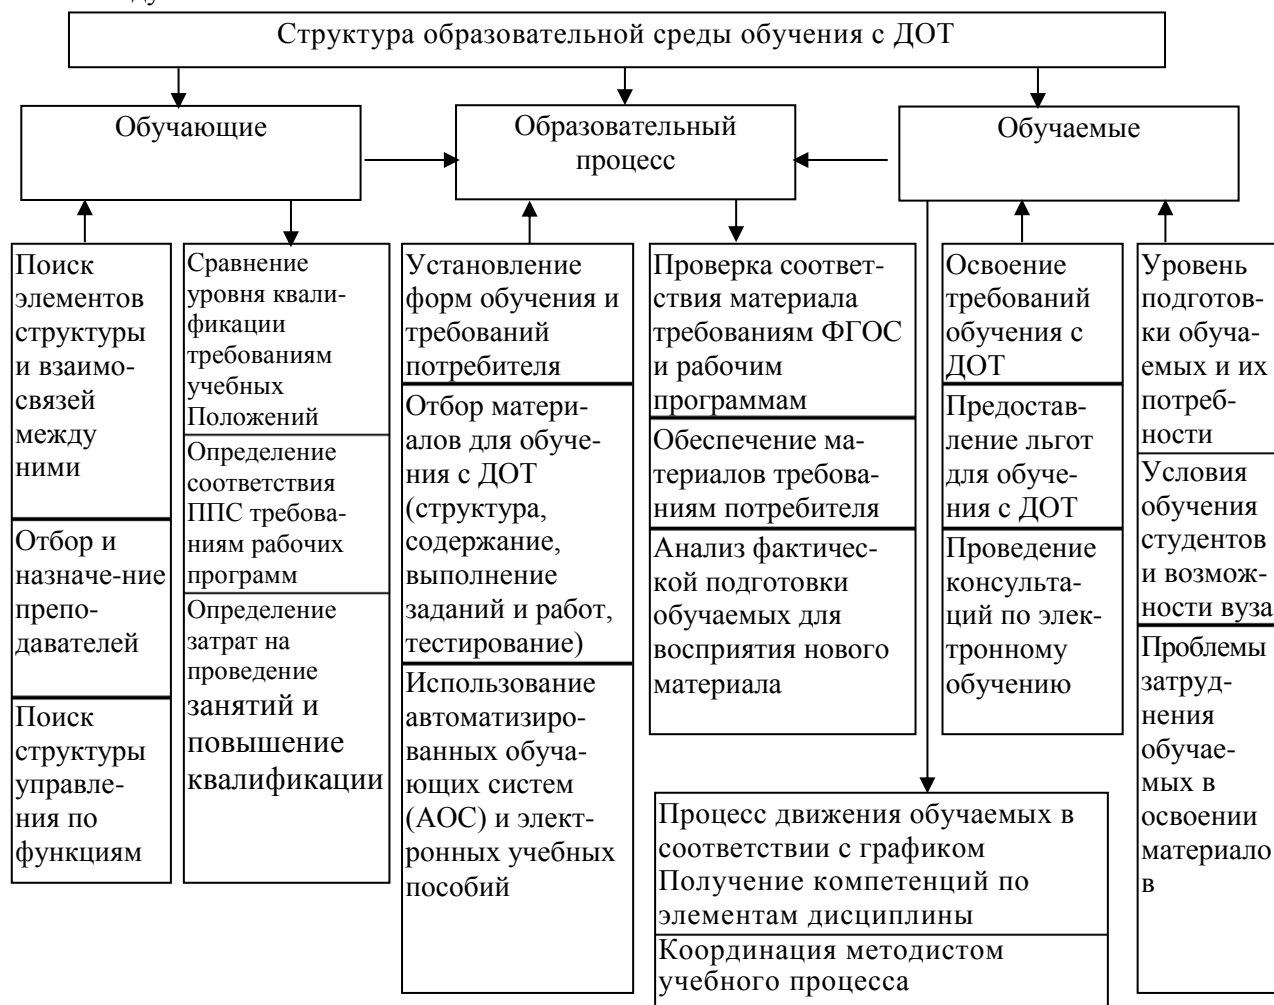 Структура образовательной среды обучения с ДОТ
Обучающие
Образовательный
процесс
Обучаемые
Поиск
элементов
структуры
и взаимо-
связей
между
ними
Отбор и
назначе-ние
препо-
давателей
Поиск
структуры
управле-
ния по
функциям
Сравнение
уровня квали-
фикации
требованиям
учебных
Положений
Определение
соответствия
ППС требова-
ниям рабочих
программ
Определение
затрат на
проведение
занятий и
повышение
квалификации
Установление
форм обучения и
требований
потребителя
Отбор матери-
алов для обуче-
ния с ДОТ
(структура,
содержание,
выполнение
заданий и работ,
тестирование)
Использование
автоматизиро-
ванных обуча-
ющих систем
(АОС) и элект-
ронных учебных
пособий
Проверка соответ-
ствия материала
требованиям ФГОС
и рабочим
программам
Обеспечение ма-
териалов требова-
ниям потребителя
Анализ фактичес-
кой подготовки
обучаемых для
восприятия нового
материала
Освоение
требований
обучения с
ДОТ
Предостав-
ление льгот
для обуче-
ния с ДОТ
Проведение
консульта-
ций по элек-
тронному
обучению
Уровень
подготов-
ки обуча-
емых и их
потреб-
ности
Условия
обучения
студентов
и возмож-
ности вуза
Проблемы
затруд-
нения
обучае-
мых в
освоении
материало
в
Процесс движения обучаемых в
соответствии с графиком
Получение компетенций по
элементам дисциплины
Координация методистом
учебного процесса